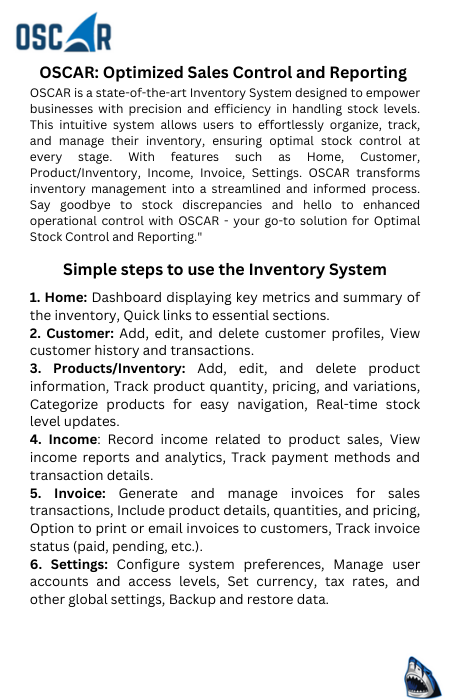 OSCAR
OSCAR: Optimized Sales Control and Reporting
OSCAR is a state-of-the-art Inventory System designed to empower
businesses with precision and efficiency in handling stock levels.
This intuitive system allows users to effortlessly organize, track,
and manage their inventory, ensuring optimal stock control at
every stage. With features such as Home, Customer,
Product/Inventory, Income, Invoice, Settings. OSCAR transforms
inventory management into a streamlined and informed process.
Say goodbye to stock discrepancies and hello to enhanced
operational control with OSCAR - your go-to solution for Optimal
Stock Control and Reporting."
Simple steps to use the Inventory System
1. Home: Dashboard displaying key metrics and summary of
the inventory, Quick links to essential sections.
2. Customer: Add, edit, and delete customer profiles, View
customer history and transactions.
3. Products/Inventory: Add, edit, and delete product
information, Track product quantity, pricing, and variations,
Categorize products for easy navigation, Real-time stock
level updates.
4. Income: Record income related to product sales, View
income reports and analytics, Track payment methods and
transaction details.
5. Invoice: Generate and manage invoices for sales
transactions, Include product details, quantities, and pricing,
Option to print or email invoices to customers, Track invoice
status (paid, pending, etc.).
6. Settings: Configure system preferences, Manage user
accounts and access levels, Set currency, tax rates, and
other global settings, Backup and restore data.